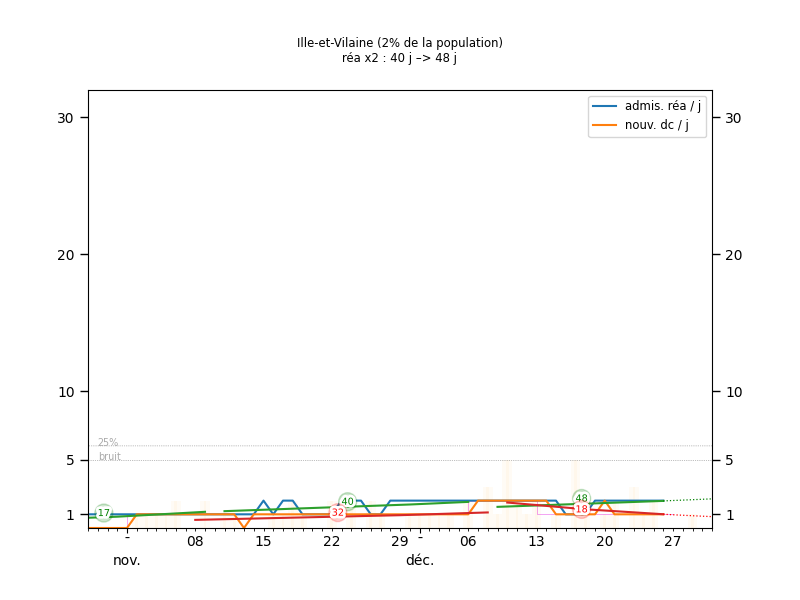 Ille-et-Vilaine (2% de la population)
réa x2 : 40 j –> 48 j
admis. réa / j
nouv. dc / j
30 30
20 20
10 10
25%
5 bruit 5
17 40 32 48 18
1 1
- 08 15 22 29 - 06 13 20 27
nov. déc.